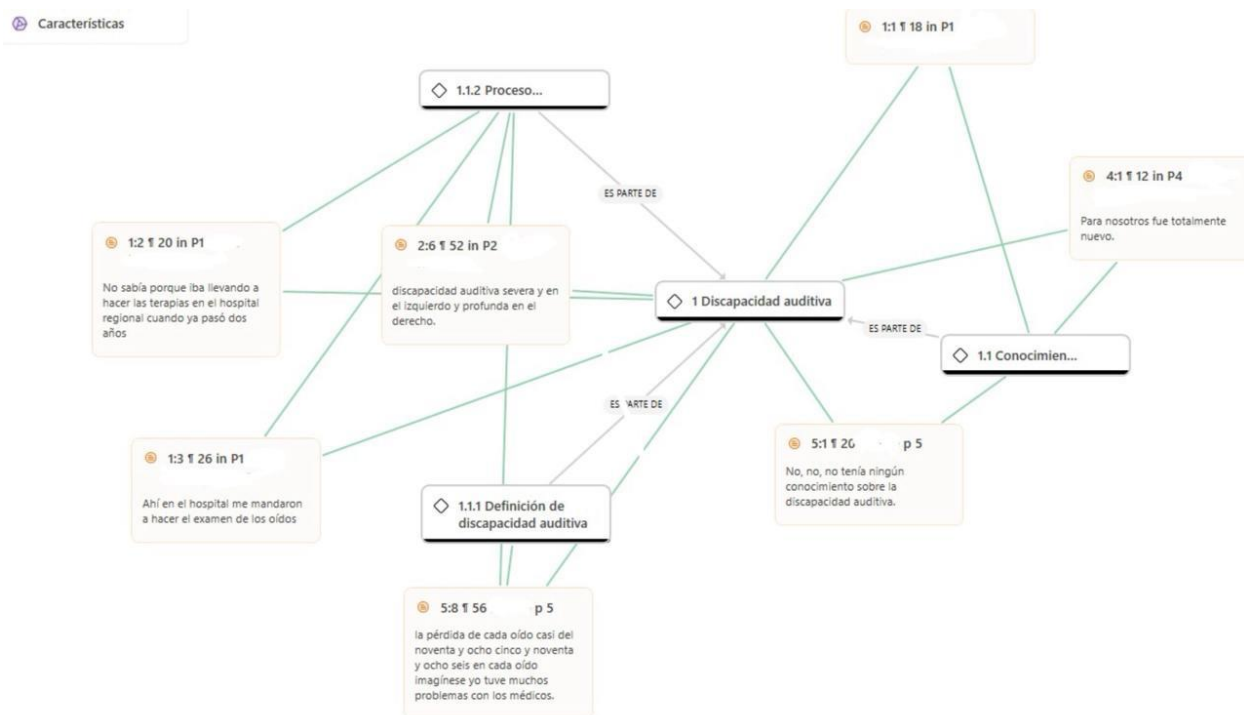 Características
1:1 ¶ 18 in P1
1.1.2 Proceso...
4:1 ¶ 12 in P4
Para nosotros fue totalmente
nuevo.
ES PARTE DE
1:2 ¶ 20 in P1
No sabía porque iba llevando a
hacer las terapias en el hospital
regional cuando ya pasó dos
años
2:6 ¶ 52 in P2
discapacidad auditiva severa y en
el izquierdo y profunda en el
derecho.
1 Discapacidad auditiva
ES PARTE DE
1.1 Conocimien...
ES PARTE DE
1:3 ¶ 26 in P1
Ahí en el hospital me mandaron
a hacer el examen de los oídos
5:1 ¶ 20 p 5
No, no, no tenía ningún
conocimiento sobre la
discapacidad auditiva.
1.1.1 Definición de
discapacidad auditiva
5:8 ¶ 56 p 5
la pérdida de cada oído casi del
noventa y ocho cinco y noventa
y ocho seis en cada oído
imagínese yo tuve muchos
problemas con los médicos.